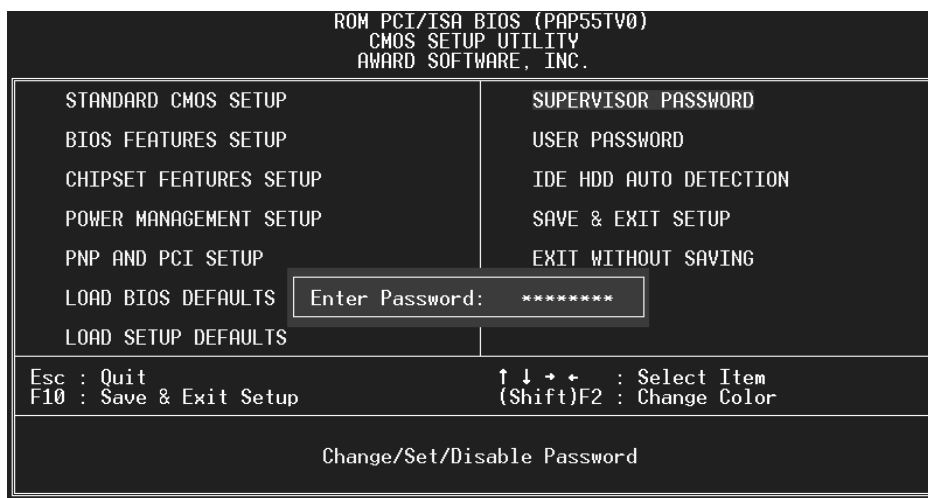 ROM PCI/ISA BIOS (PAP55TV0)
CMOS SETUP UTILITY
AWARD SOFTWARE, INC.
STANDARD CMOS SETUP
BIOS FEATURES SETUP
CHIPSET FEATURES SETUP
POWER MANAGEMENT SETUP
PNP AND PCI SETUP
LOAD BIOS DEFAULTS
LOAD SETUP DEFAULTS
SUPERVISOR PASSWORD
USER PASSWORD
IDE HDD AUTO DETECTION
SAVE & EXIT SETUP
EXIT WITHOUT SAVING
Enter Password: ********
Esc : Quit
F10 : Save & Exit Setup
↑ ↓ → ← : Select Item
(Shift)F2 : Change Color
Change/Set/Disable Password